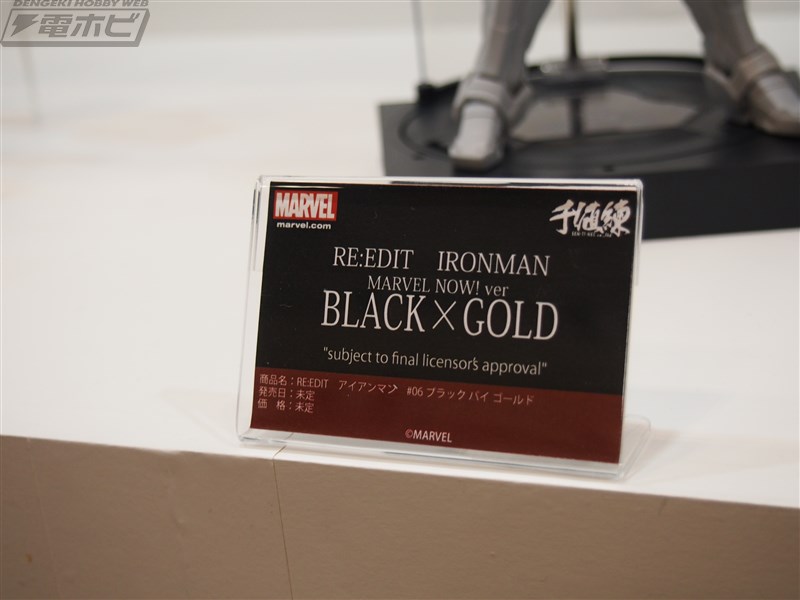 DENGEKI HOBBY WEB
電ホビ
MARVEL
marvel.com
千値練
RE:EDIT IRONMAN
MARVEL NOW! ver
BLACK×GOLD
"subject to final licensor's approval"
商品名：RE:EDIT アイアンマン #06 ブラック バイ ゴールド
発売日：未定
価　格：未定
©MARVEL